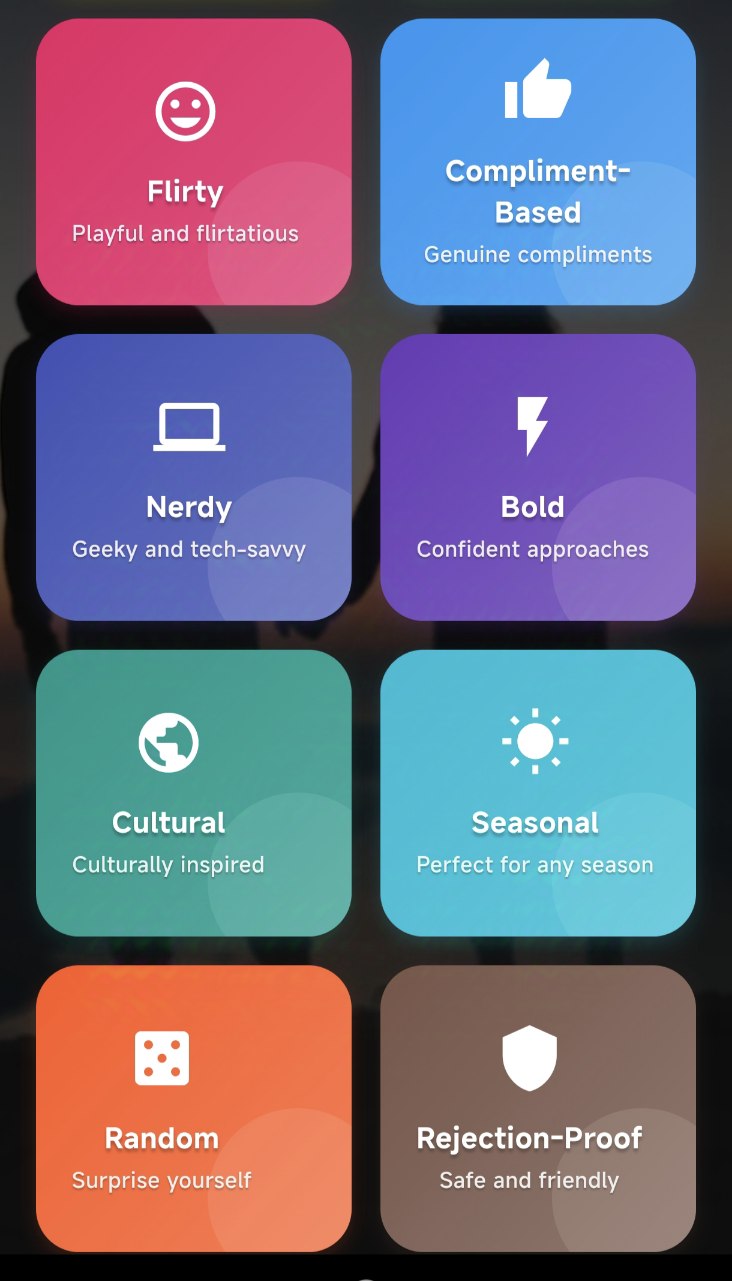 Flirty
Playful and flirtatious
Compliment-
Based
Genuine compliments
Nerdy
Geeky and tech-savvy
Bold
Confident approaches
Cultural
Culturally inspired
Seasonal
Perfect for any season
Random
Surprise yourself
Rejection-Proof
Safe and friendly